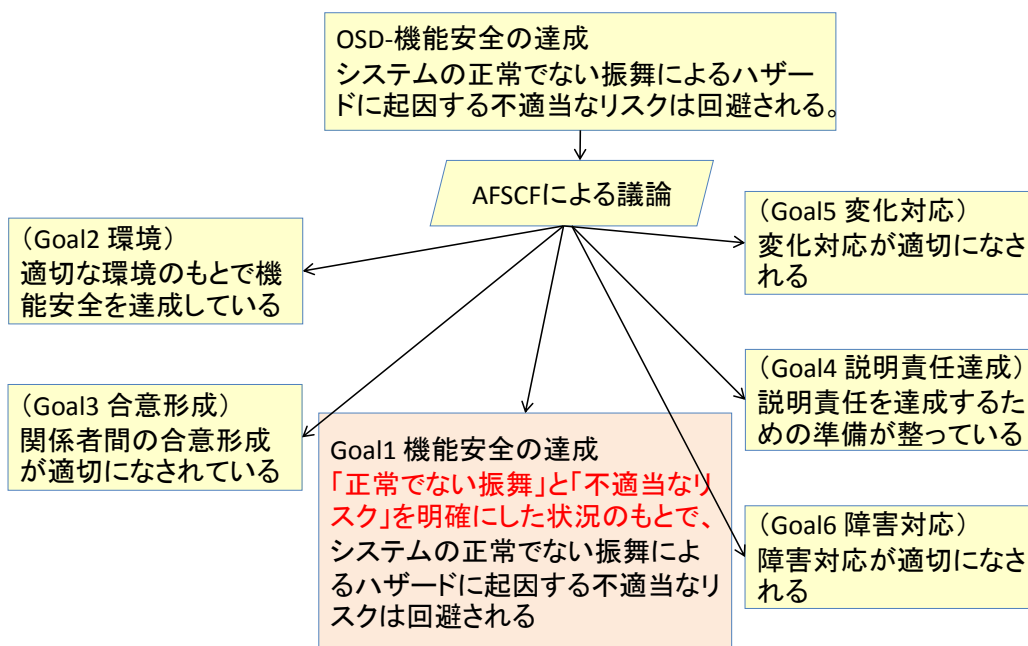 OSD-機能安全の達成
システムの正常でない振舞によるハザー
ドに起因する不適当なリスクは回避される。
AFSCFによる議論
（Goal2 環境）
適切な環境のもとで機
能安全を達成している
（Goal5 変化対応）
変化対応が適切になさ
れる
（Goal3 合意形成）
関係者間の合意形成
が適切になされている
Goal1 機能安全の達成
「正常でない振舞」と「不適当なリ
スク」を明確にした状況のもとで、
システムの正常でない振舞によ
るハザードに起因する不適当なリ
スクは回避される
（Goal4 説明責任達成）
説明責任を達成するた
めの準備が整っている
（Goal6 障害対応）
障害対応が適切になさ
れる